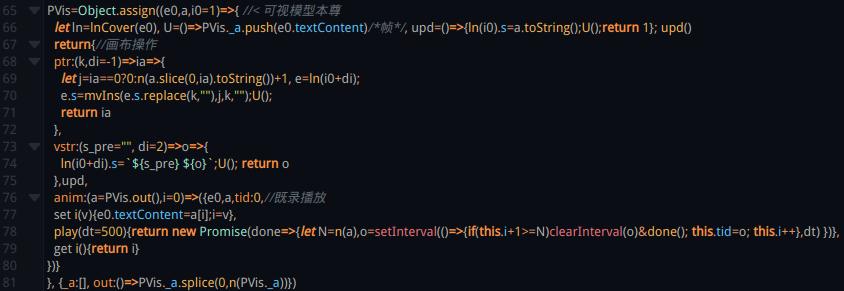 65 PVis=Object.assign((e0,a,i0=1)=>{ //< 可视模型本尊
66 let ln=lnCover(e0), U=()=>PVis._a.push(e0.textContent)/*帧*/, upd=()=>{ln(i0).s=a.toString();U();return 1}; upd()
67 return{//画布操作
68 ptr:(k,di=-1)=>ia=>{
69 let j=ia==0?0:n(a.slice(0,ia).toString())+1, e=ln(i0+di);
70 e.s=mvIns(e.s.replace(k,""),j,k,"");U();
71 return ia
72 },
73 vstr:(s_pre="", di=2)=>o=>{
74 ln(i0+di).s=`${s_pre} ${o}`;U(); return o
75 },upd,
76 anim:(a=PVis.out(),i=0)=>({e0,a,tid:0,//既录播放
77 set i(v){e0.textContent=a[i];i=v},
78 play(dt=500){return new Promise(done=>{let N=n(a),o=setInterval(()=>{if(this.i+1>=N)clearInterval(o)&done(); this.tid=o; this.i++},dt) })},
79 get i(){return i}
80 })}
81 }, {_a:[], out:()=>PVis._a.splice(0,n(PVis._a))})